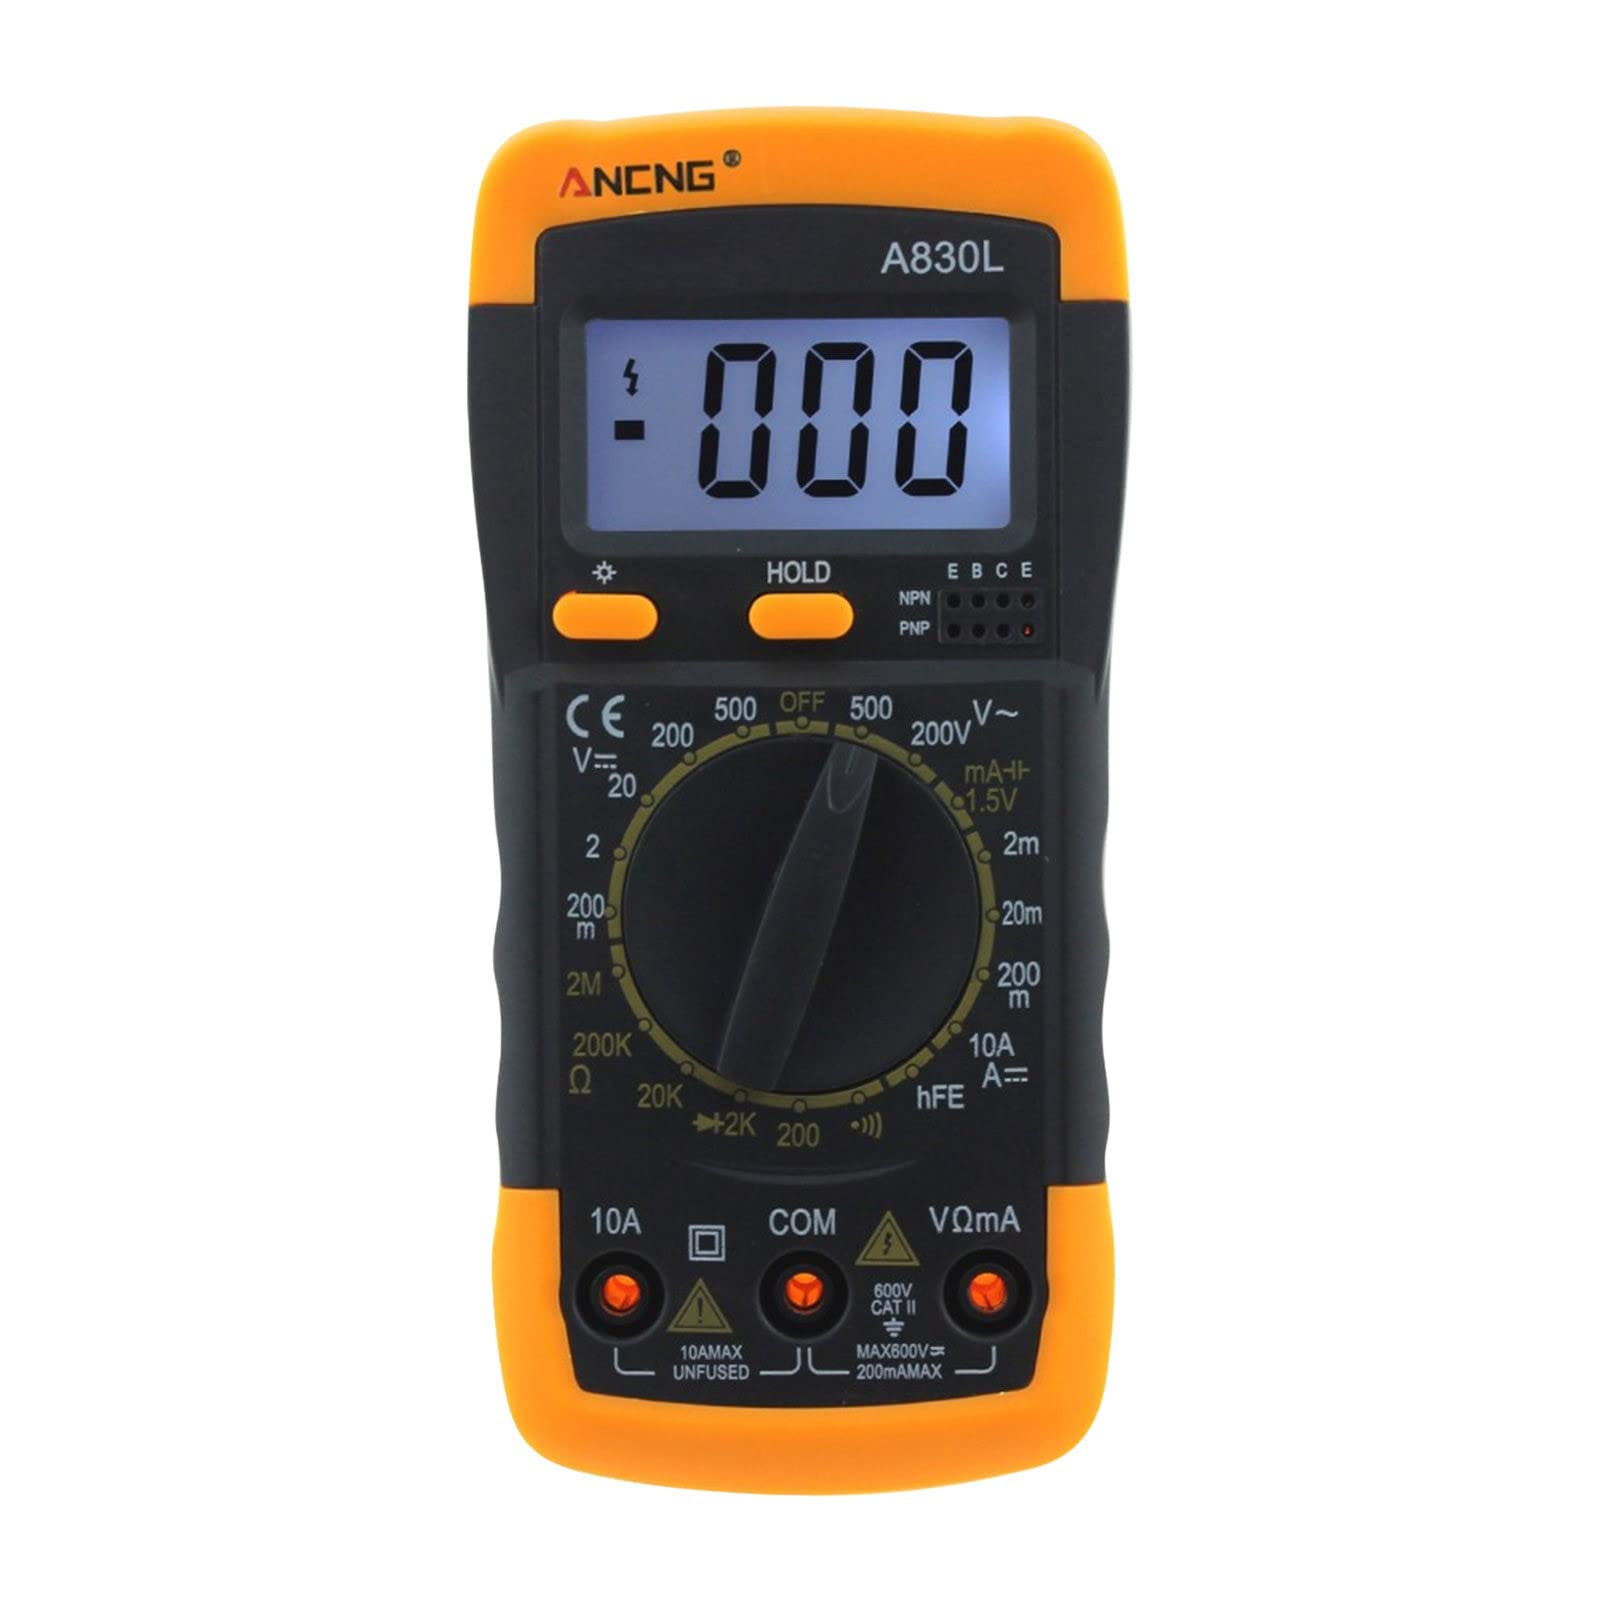 ANCNG®
A830L
-000
HOLD
E B C E
NPN
PNP
CE
OFF
500
500
200
200V
V~
V⎓
20
mA
1.5V
2
2m
200
m
20m
2M
200
m
200K
Ω
10A
A⎓
20K
2K
200
hFE
10A
COM
VΩmA
600V
CAT II
10AMAX
UNFUSED
MAX600V
200mAMAX